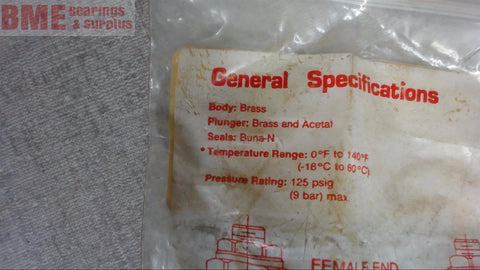 BME Bearings
& Surplus
General Specifications
Body: Brass
Plunger: Brass and Acetal
Seals: Buna-N
* Temperature Range: 0°F to 140°F
(-18°C to 60°C)
Pressure Rating: 125 psig
(9 bar) max.
FEMALE END